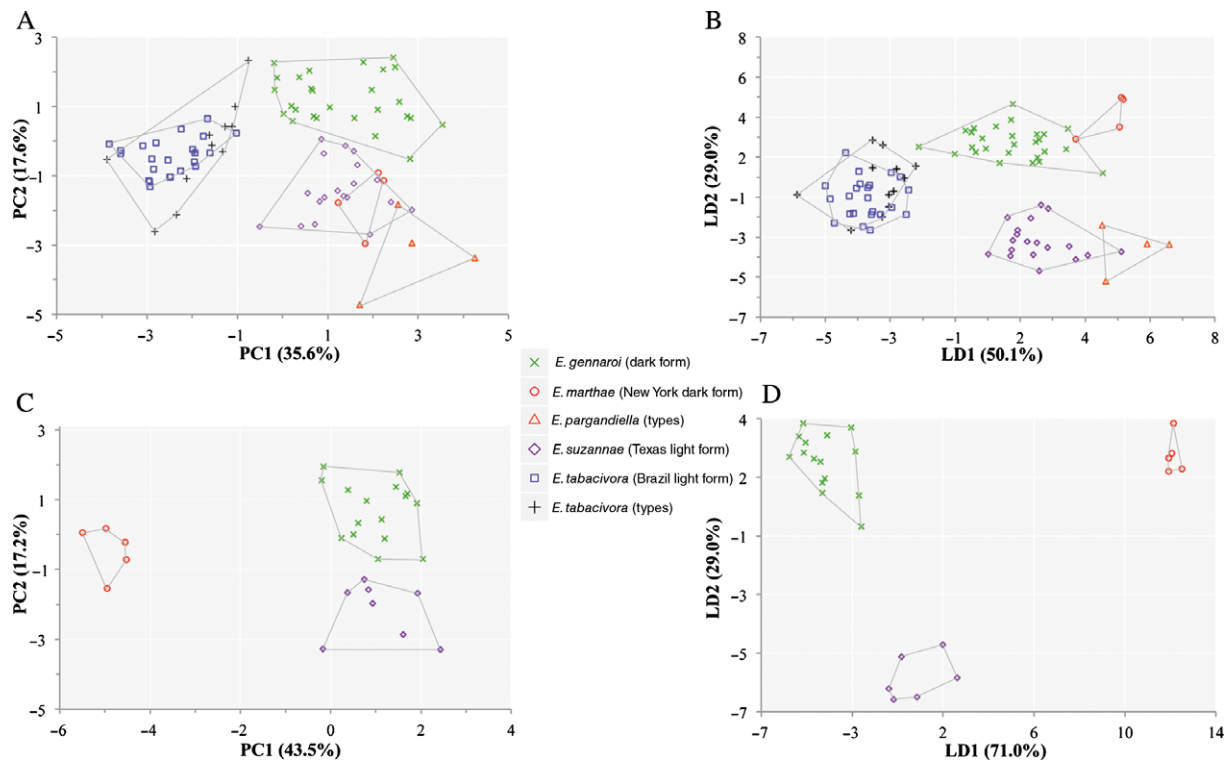 A
3
1
−1
−3
−5
PC2 (17.6%)
−5
−3
−1
1
3
5
PC1 (35.6%)
B
8
6
4
2
−1
−3
−5
−7
LD2 (29.0%)
−7
−5
−3
−1
2
4
6
8
LD1 (50.1%)
E. gennaroi (dark form)
E. marthae (New York dark form)
E. pargandiella (types)
E. suzannae (Texas light form)
E. tabacivora (Brazil light form)
E. tabacivora (types)
C
3
1
−1
−3
−5
PC2 (17.2%)
−6
−4
−2
0
2
4
PC1 (43.5%)
D
4
2
−1
−3
−5
−7
LD2 (29.0%)
−7
−3
2
6
10
14
LD1 (71.0%)